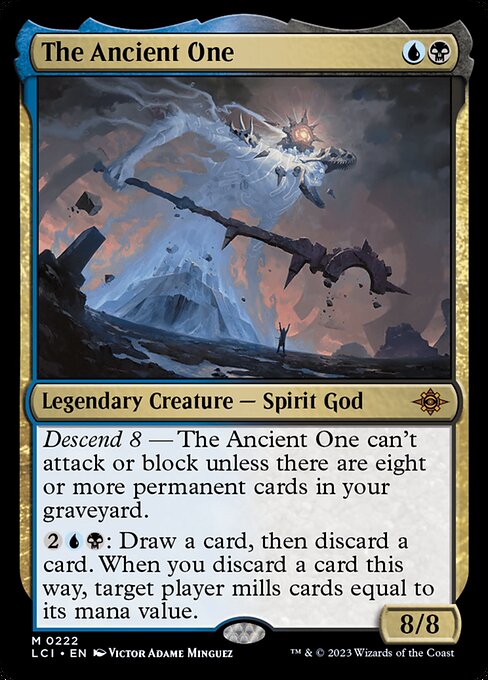 The Ancient One
Legendary Creature — Spirit God
Descend 8 — The Ancient One can't
attack or block unless there are eight
or more permanent cards in your
graveyard.
2: Draw a card, then discard a
card. When you discard a card this
way, target player mills cards equal to
its mana value.
8/8
M 0222
LCI • EN Victor Adame Minguez
™ & © 2023 Wizards of the Coast